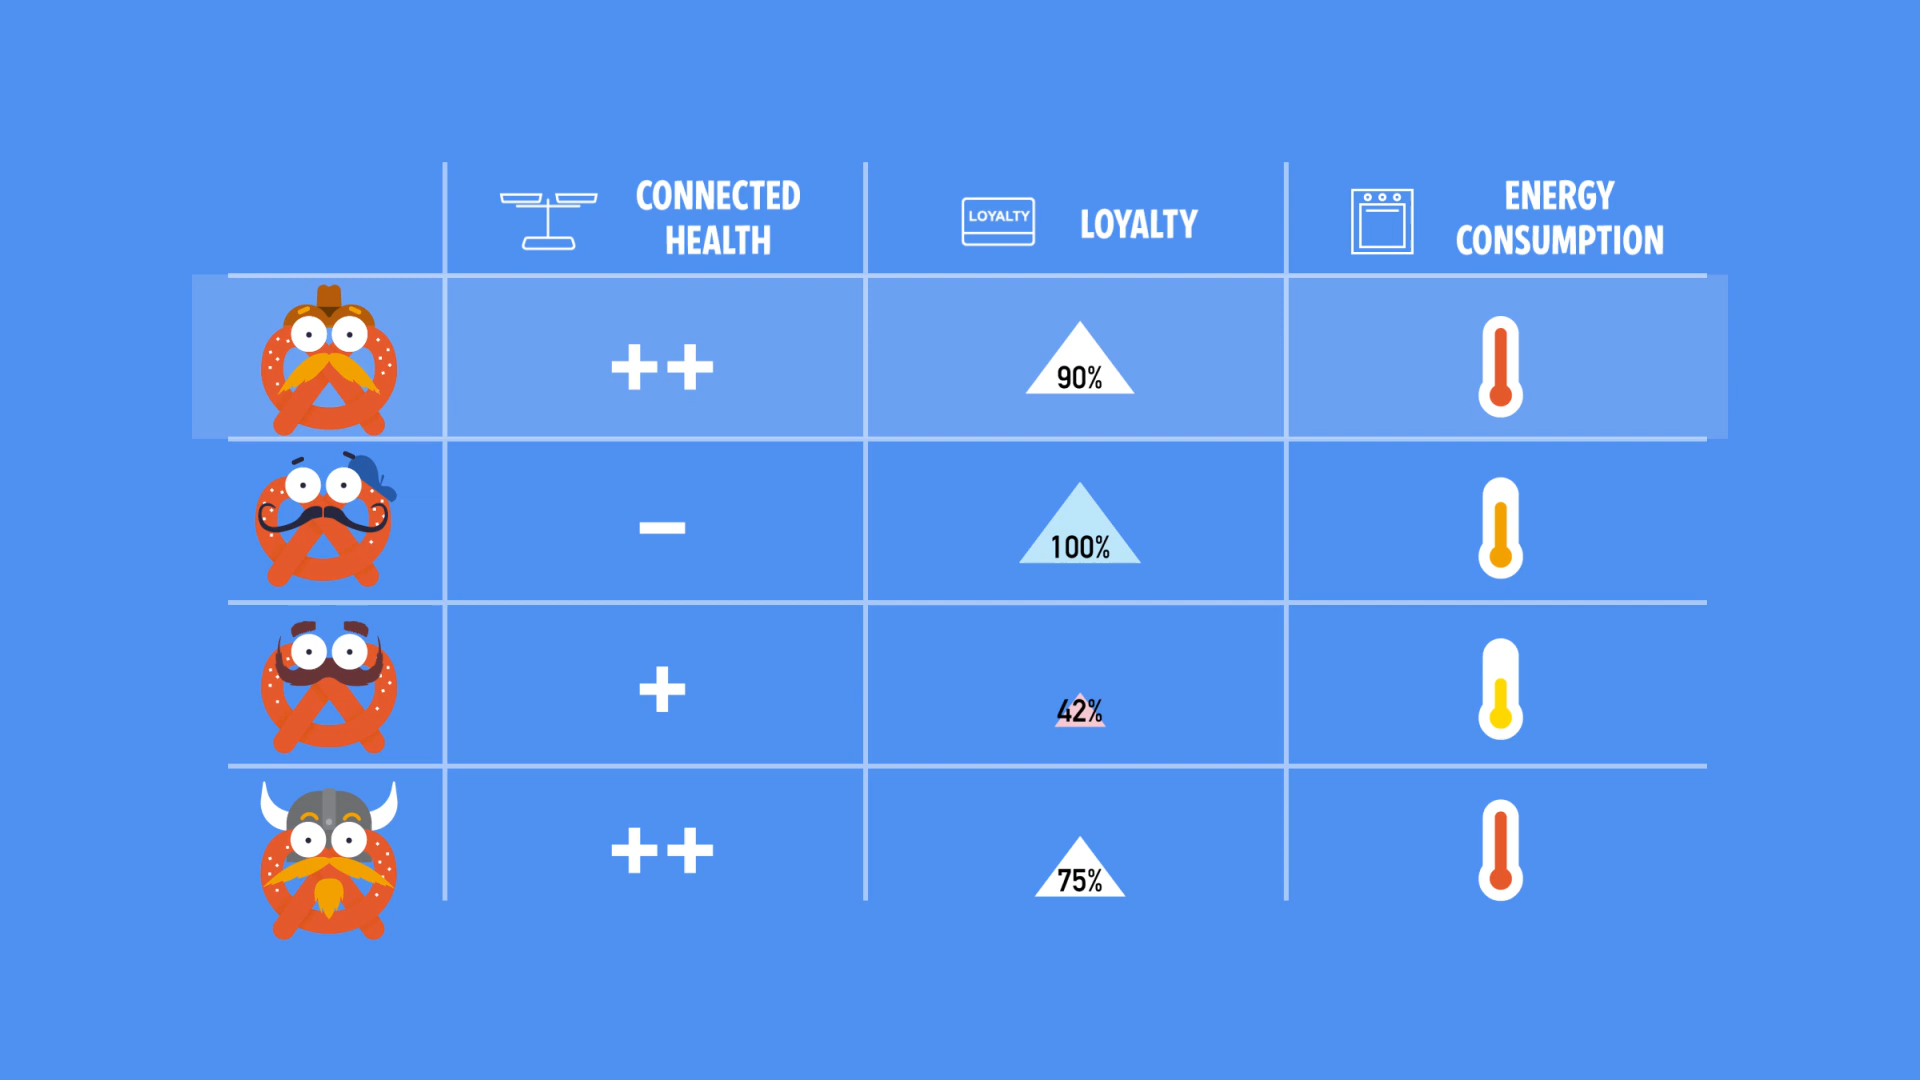 CONNECTED
HEALTH
LOYALTY
LOYALTY
ENERGY
CONSUMPTION
++
90%
−
100%
+
42%
++
75%